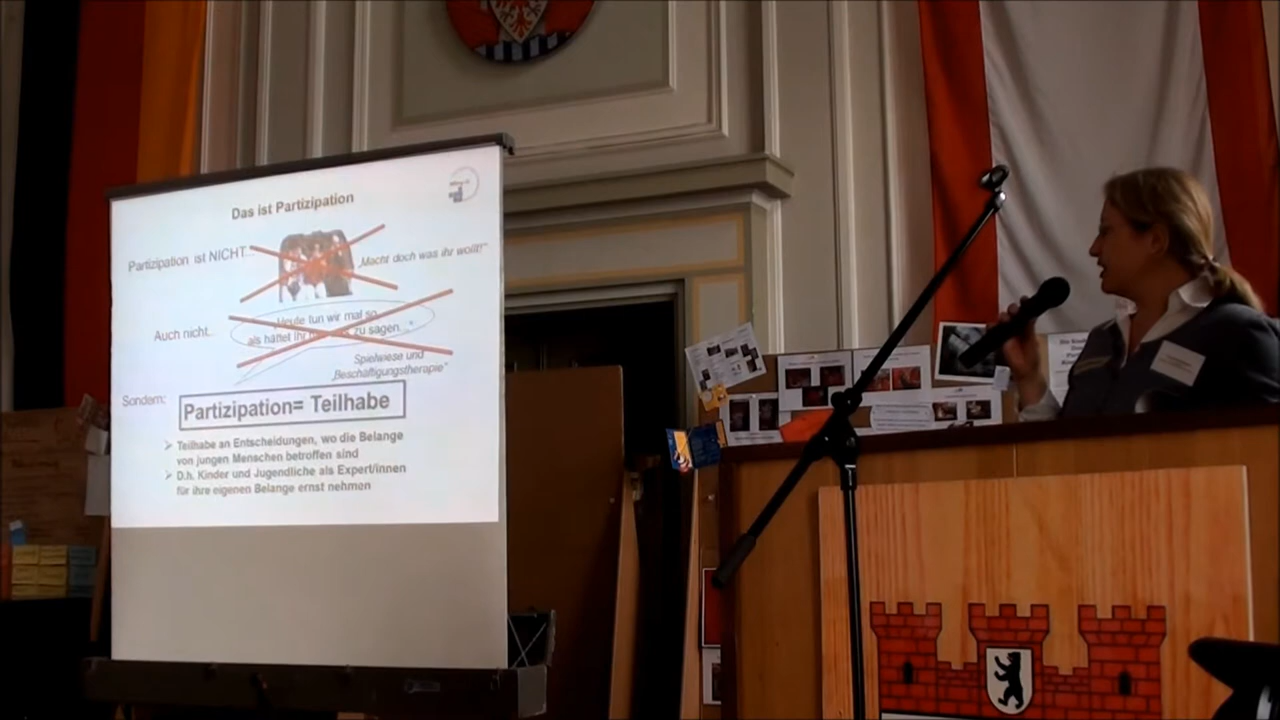 Das ist Partizipation
Partizipation ist NICHT...
„Macht doch was ihr wollt!“
Auch nicht..
„Heute tun wir mal so,
als hättet ihr zu sagen...“
Spielwiese und
„Beschäftigungstherapie“
Sondern:
Partizipation= Teilhabe
➢ Teilhabe an Entscheidungen, wo die Belange
von jungen Menschen betroffen sind
➢ D.h. Kinder und Jugendliche als Expert/innen
für ihre eigenen Belange ernst nehmen